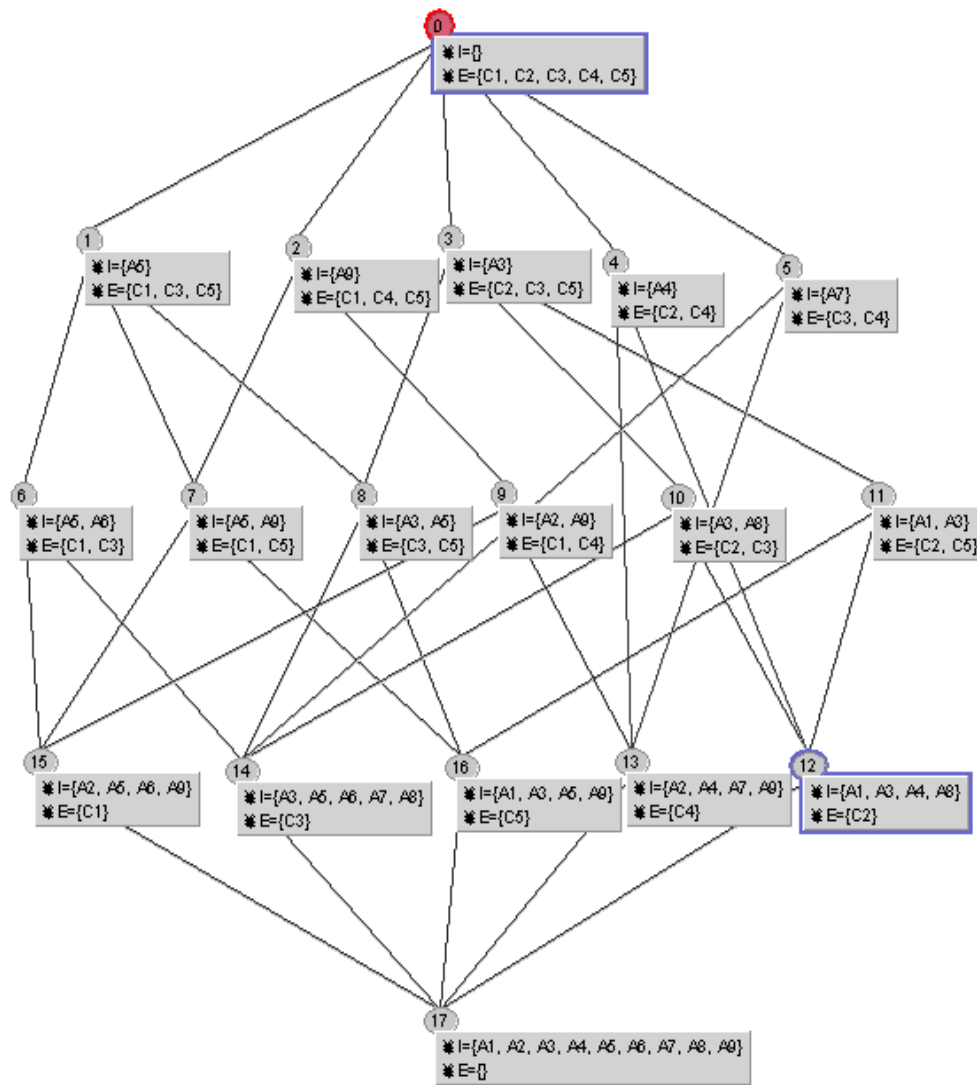 0
I={}
E={C1, C2, C3, C4, C5}
1
I={A5}
E={C1, C3, C5}
2
I={A9}
E={C1, C4, C5}
3
I={A3}
E={C2, C3, C5}
4
I={A4}
E={C2, C4}
5
I={A7}
E={C3, C4}
6
I={A5, A6}
E={C1, C3}
7
I={A5, A9}
E={C1, C5}
8
I={A3, A5}
E={C3, C5}
9
I={A2, A9}
E={C1, C4}
10
I={A3, A8}
E={C2, C3}
11
I={A1, A3}
E={C2, C5}
15
I={A2, A5, A6, A9}
E={C1}
14
I={A3, A5, A6, A7, A8}
E={C3}
16
I={A1, A3, A5, A9}
E={C5}
13
I={A2, A4, A7, A9}
E={C4}
12
I={A1, A3, A4, A8}
E={C2}
17
I={A1, A2, A3, A4, A5, A6, A7, A8, A9}
E={}